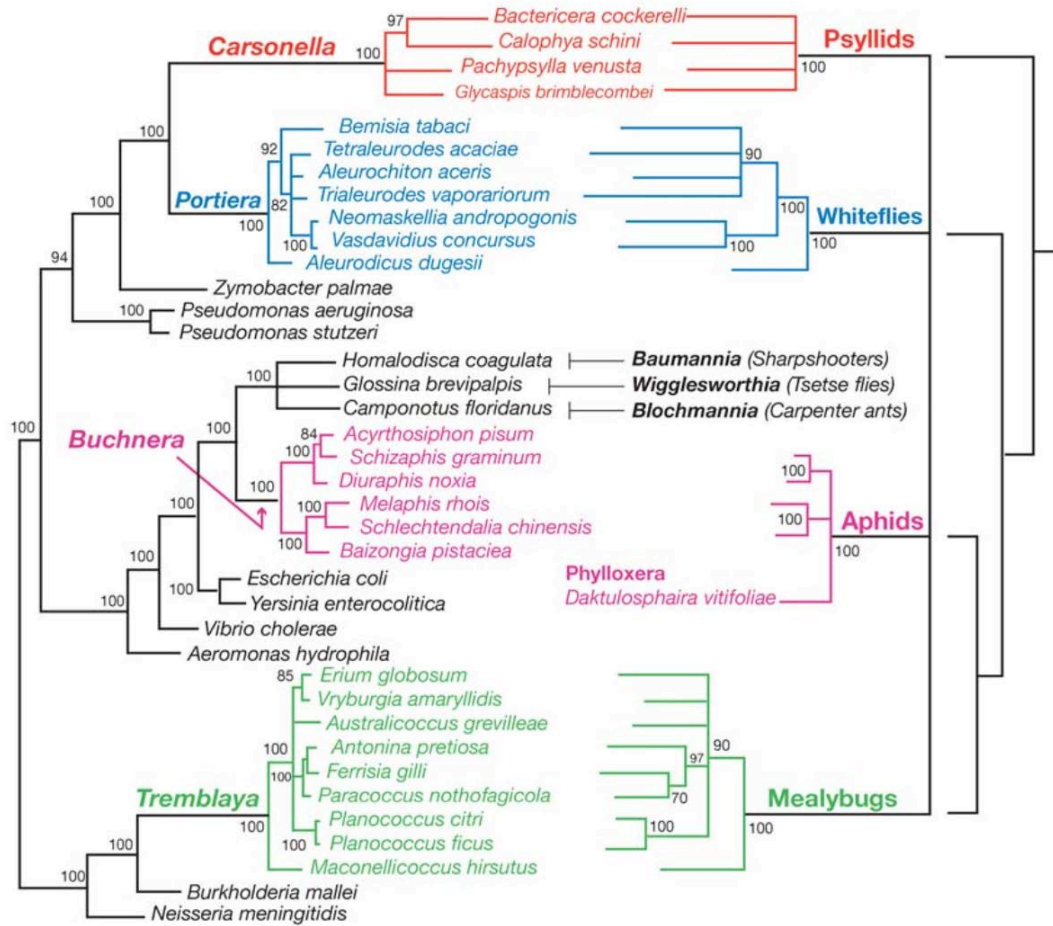 97
Bactericera cockerelli
Carsonella
Calophya schini
Psyllids
100
Pachypsylla venusta
100
Glycaspis brimblecombei
100
Bemisia tabaci
92
Tetraleurodes acaciae
90
Aleurochiton aceris
Portiera
82
Trialeurodes vaporariorum
100
Neomaskellia andropogonis
100
Whiteflies
100
100
Vasdavidius concursus
100
100
Aleurodicus dugesii
94
Zymobacter palmae
100
Pseudomonas aeruginosa
Pseudomonas stutzeri
Homalodisca coagulata
Baumannia (Sharpshooters)
100
Glossina brevipalpis
Wigglesworthia (Tsetse flies)
Camponotus floridanus
Blochmannia (Carpenter ants)
100
Buchnera
84
Acyrthosiphon pisum
100
Schizaphis graminum
100
Diuraphis noxia
100
100
Melaphis rhois
100
Schlechtendalia chinensis
100
Aphids
100
Baizongia pistaciea
100
100
Escherichia coli
Phylloxera
100
Yersinia enterocolitica
Daktulosphaira vitifoliae
100
Vibrio cholerae
Aeromonas hydrophila
85
Erium globosum
Vryburgia amaryllidis
Australicoccus grevilleae
100
Antonina pretiosa
90
100
Ferrisia gilli
97
Tremblaya
Paracoccus nothofagicola
70
Mealybugs
100
Planococcus citri
100
100
100
Planococcus ficus
100
Maconellicoccus hirsutus
100
Burkholderia mallei
Neisseria meningitidis